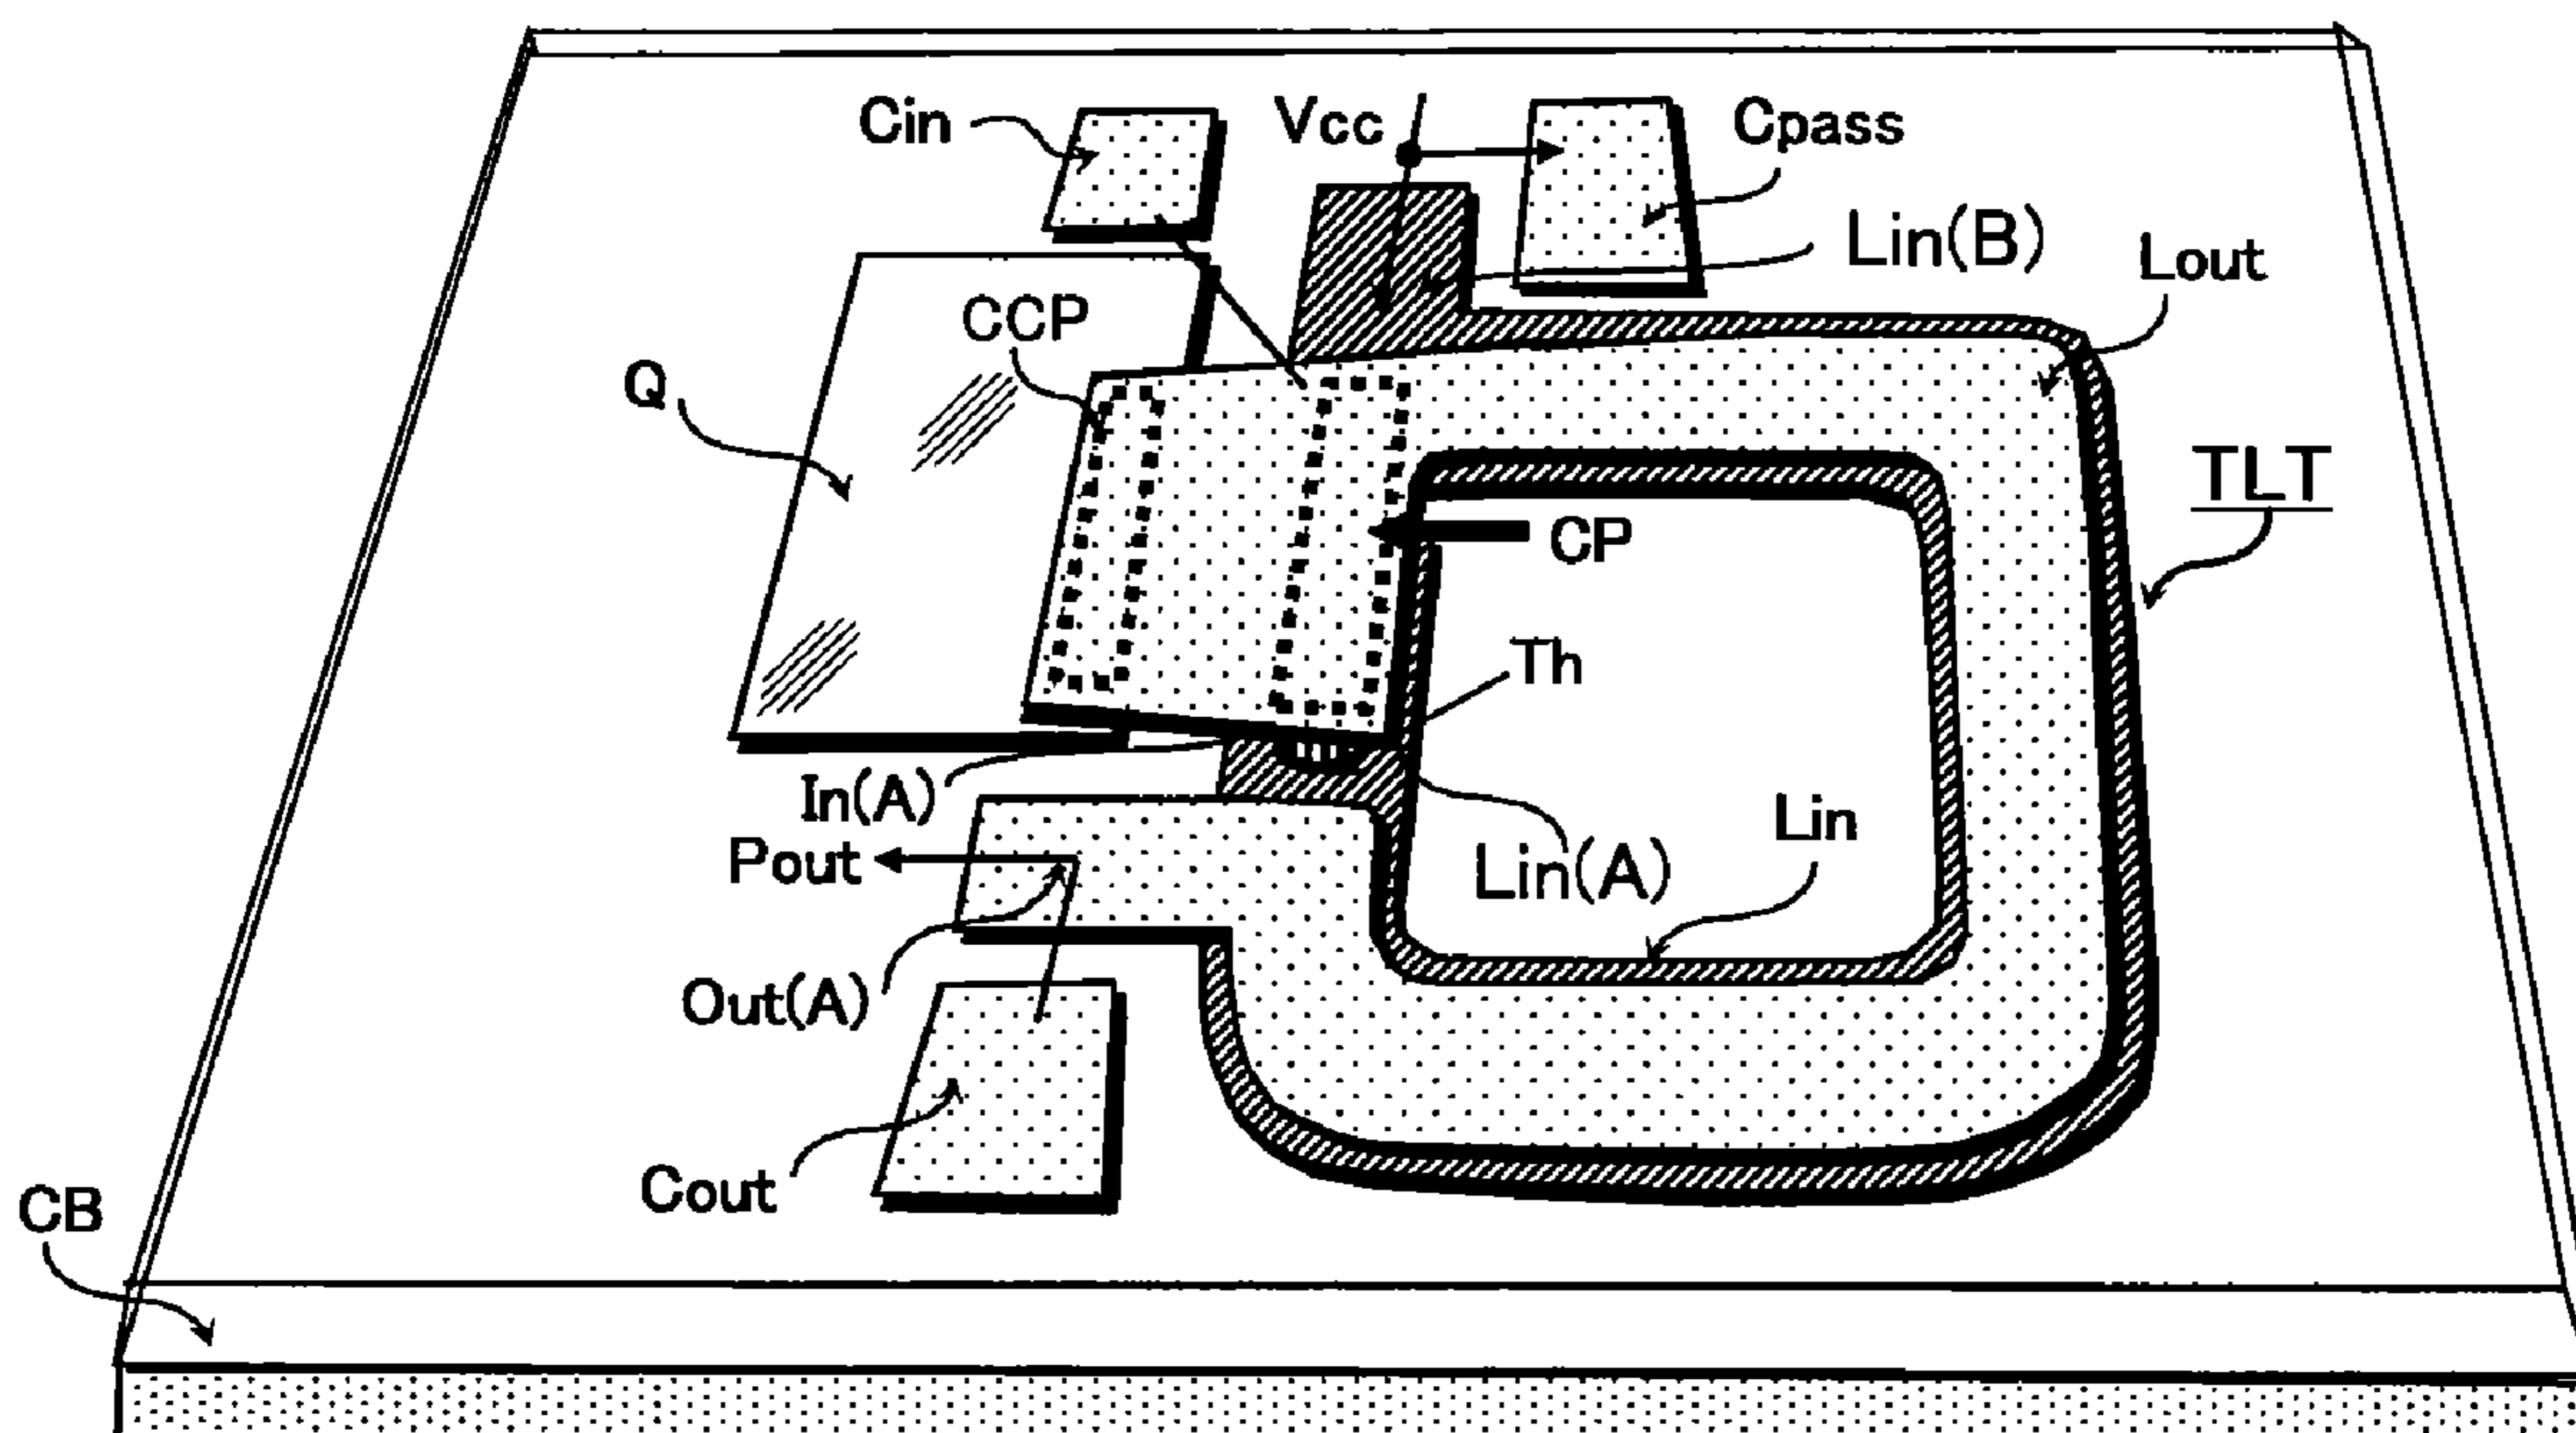 Cin
Vcc
Cpass
Lin(B)
Lout
CCP
Q
TLT
CP
Th
In(A)
Lin
Pout
Lin(A)
Out(A)
Cout
CB